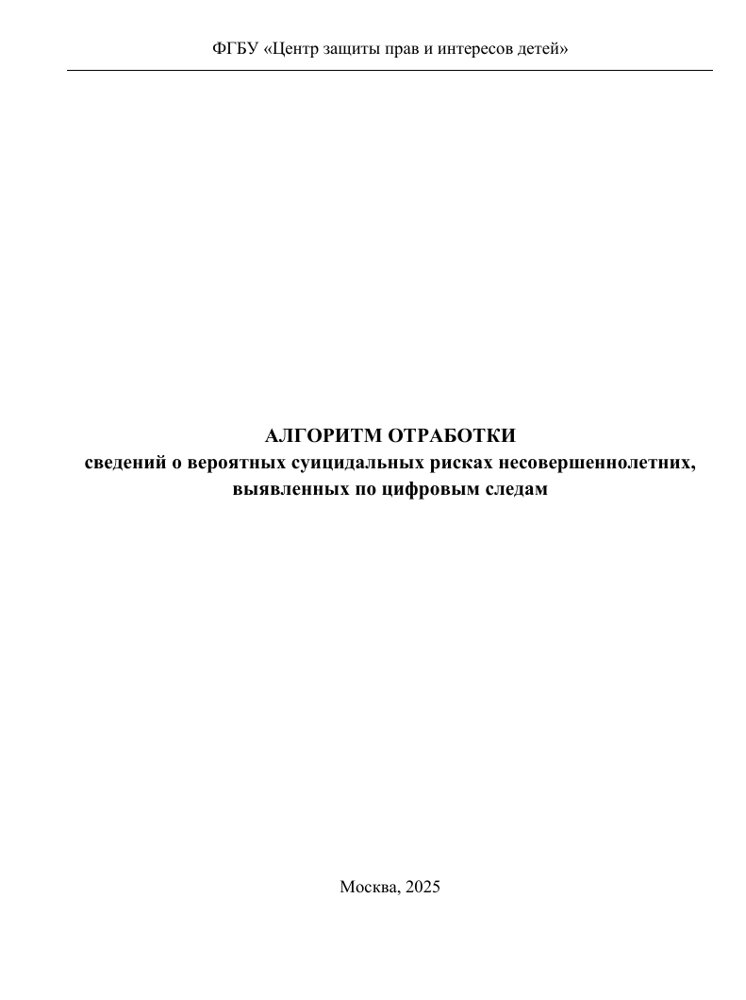 ФГБУ «Центр защиты прав и интересов детей»
АЛГОРИТМ ОТРАБОТКИ
сведений о вероятных суицидальных рисках несовершеннолетних,
выявленных по цифровым следам
Москва, 2025